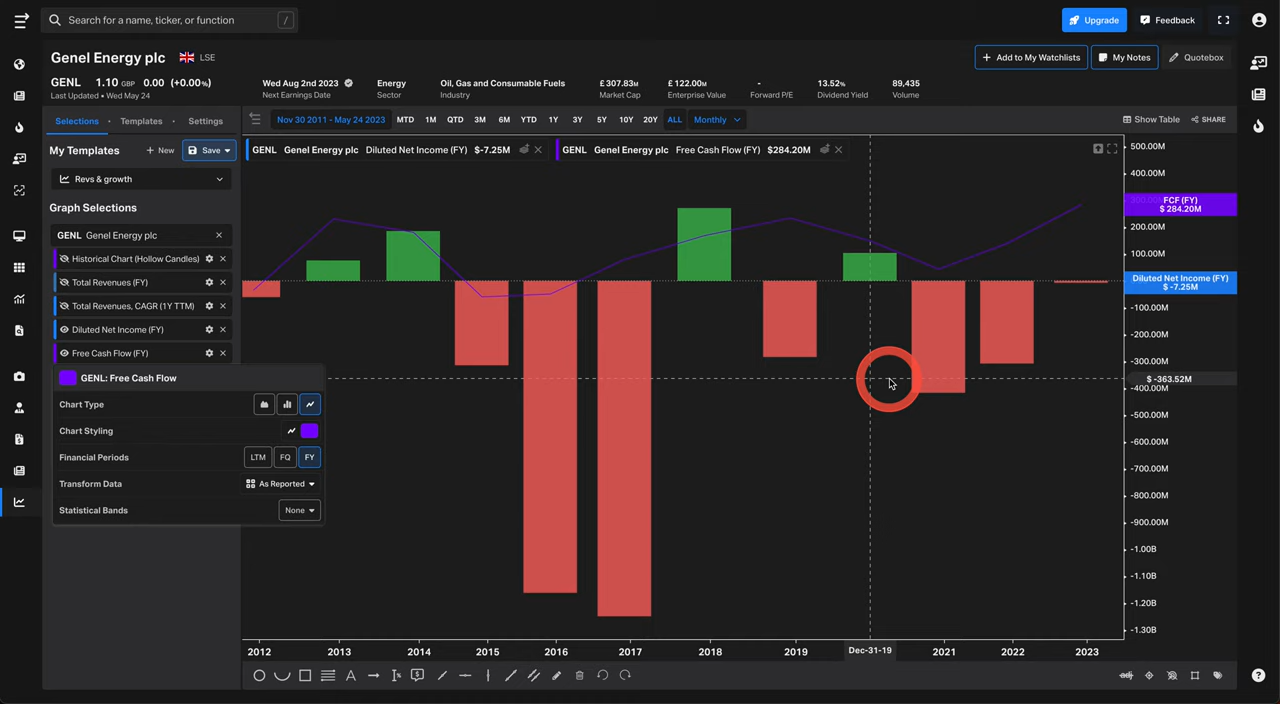 Search for a name, ticker, or function /
Upgrade
Feedback
Genel Energy plc LSE
Add to My Watchlists
My Notes
Quotebox
GENL 1.10 GBP 0.00 (+0.00%)
Last Updated • Wed May 24
Wed Aug 2nd 2023
Next Earnings Date
Energy
Sector
Oil, Gas and Consumable Fuels
Industry
£307.83M
Market Cap
£122.00M
Enterprise Value
-
Forward P/E
13.52%
Dividend Yield
89,435
Volume
Selections • Templates • Settings
Nov 30 2011 - May 24 2023 MTD 1M QTD 3M 6M YTD 1Y 3Y 5Y 10Y 20Y ALL Monthly
Show Table
SHARE
My Templates + New Save
Revs & growth
Graph Selections
GENL Genel Energy plc
Historical Chart (Hollow Candles)
Total Revenues (FY)
Total Revenues, CAGR (1Y TTM)
Diluted Net Income (FY)
Free Cash Flow (FY)
GENL: Free Cash Flow
Chart Type
Chart Styling
Financial Periods LTM FQ FY
Transform Data As Reported
Statistical Bands None
GENL Genel Energy plc Diluted Net Income (FY) $-7.25M
GENL Genel Energy plc Free Cash Flow (FY) $284.20M
500.00M
400.00M
300.00M
FCF (FY)
$ 284.20M
200.00M
100.00M
Diluted Net Income (FY)
$ -7.25M
-100.00M
-200.00M
-300.00M
$ -363.52M
-400.00M
-500.00M
-600.00M
-700.00M
-800.00M
-900.00M
-1.00B
-1.10B
-1.20B
-1.30B
2012 2013 2014 2015 2016 2017 2018 2019 Dec-31-19 2021 2022 2023
A
adj
?